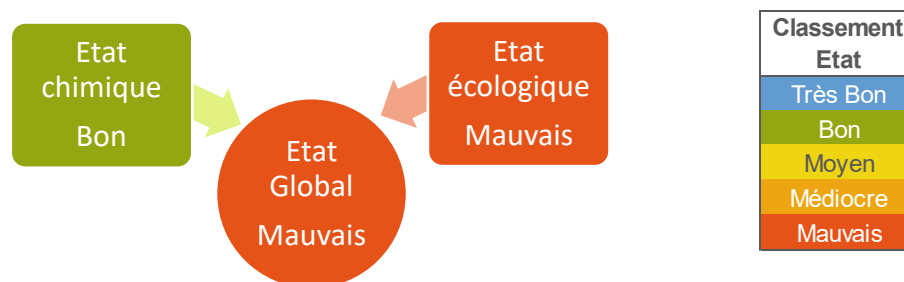 Etat
chimique
Bon
Etat
écologique
Mauvais
Etat
Global
Mauvais
Classement
Etat
Très Bon
Bon
Moyen
Médiocre
Mauvais